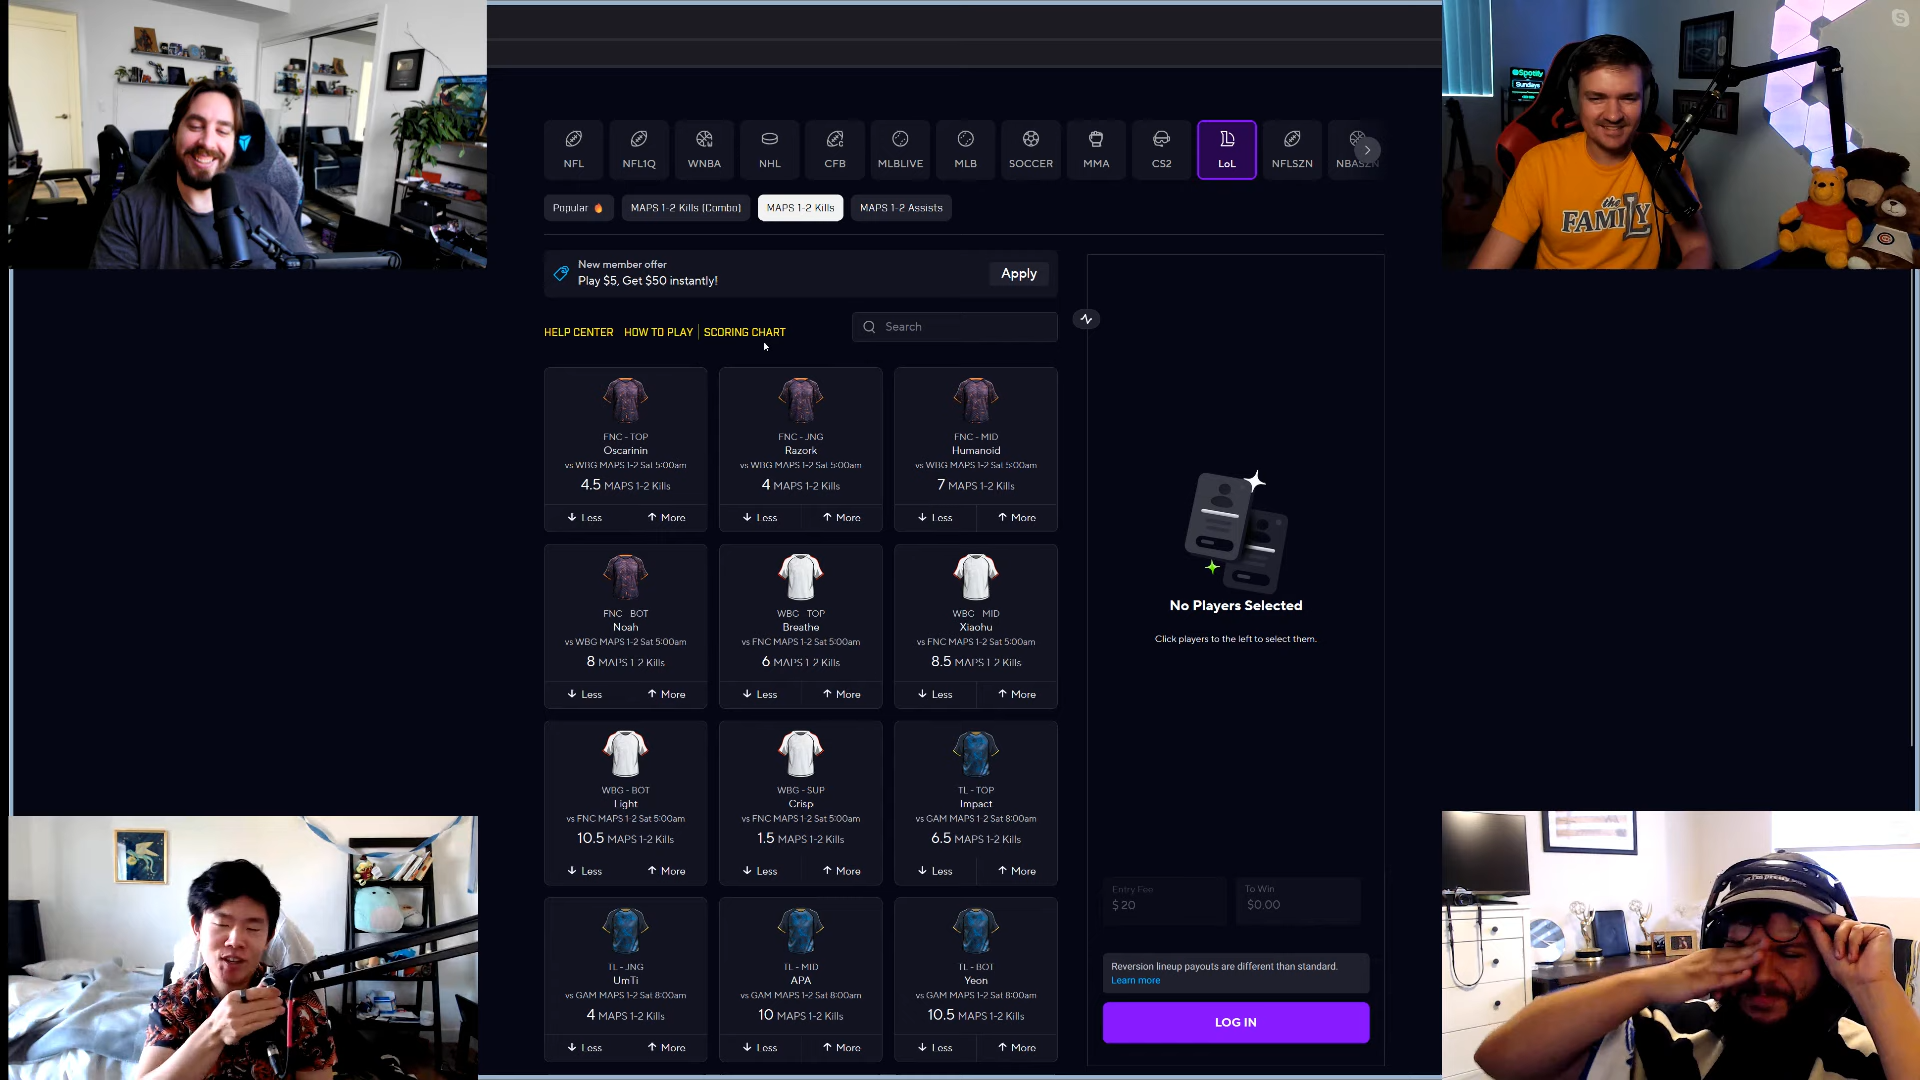 NFL
NFL1Q
WNBA
NHL
CFB
MLBLIVE
MLB
SOCCER
MMA
CS2
LoL
NFLSZN
NBASZN
Popular
MAPS 1-2 Kills (Combo)
MAPS 1-2 Kills
MAPS 1-2 Assists
New member offer
Play $5, Get $50 instantly!
Apply
HELP CENTER
HOW TO PLAY
SCORING CHART
Search
FNC - TOP
Oscarinin
vs WBG MAPS 1-2 Sat 5:00am
4.5 MAPS 1-2 Kills
Less
More
FNC - JNG
Razork
vs WBG MAPS 1-2 Sat 5:00am
4 MAPS 1-2 Kills
Less
More
FNC - MID
Humanoid
vs WBG MAPS 1-2 Sat 5:00am
7 MAPS 1-2 Kills
Less
More
FNC - BOT
Noah
vs WBG MAPS 1-2 Sat 5:00am
8 MAPS 1-2 Kills
Less
More
WBG - TOP
Breathe
vs FNC MAPS 1-2 Sat 5:00am
6 MAPS 1-2 Kills
Less
More
WBG - MID
Xiaohu
vs FNC MAPS 1-2 Sat 5:00am
8.5 MAPS 1-2 Kills
Less
More
WBG - BOT
Light
vs FNC MAPS 1-2 Sat 5:00am
10.5 MAPS 1-2 Kills
Less
More
WBG - SUP
Crisp
vs FNC MAPS 1-2 Sat 5:00am
1.5 MAPS 1-2 Kills
Less
More
TL - TOP
Impact
vs GAM MAPS 1-2 Sat 8:00am
6.5 MAPS 1-2 Kills
Less
More
TL - JNG
UmTi
vs GAM MAPS 1-2 Sat 8:00am
4 MAPS 1-2 Kills
Less
More
TL - MID
APA
vs GAM MAPS 1-2 Sat 8:00am
10 MAPS 1-2 Kills
Less
More
TL - BOT
Yeon
vs GAM MAPS 1-2 Sat 8:00am
10.5 MAPS 1-2 Kills
Less
More
No Players Selected
Click players to the left to select them.
Entry Fee
$ 20
To Win
$0.00
Reversion lineup payouts are different than standard.
Learn more
LOG IN
Spotify
Sundays
the
FAMILY